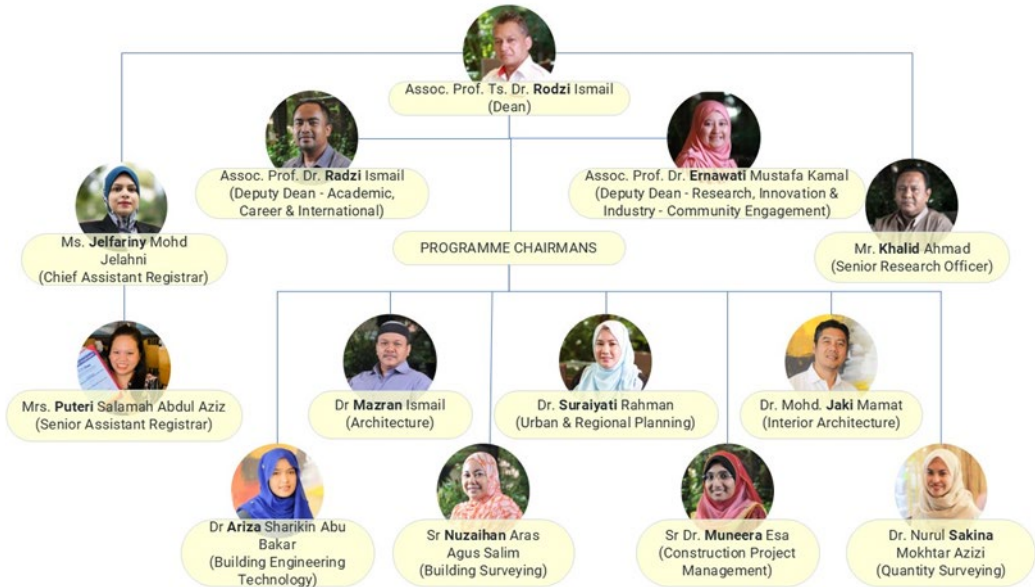 Assoc. Prof. Ts. Dr. Rodzi Ismail
(Dean)
Assoc. Prof. Dr. Radzi Ismail
(Deputy Dean - Academic,
Career & International)
Assoc. Prof. Dr. Ernawati Mustafa Kamal
(Deputy Dean - Research, Innovation &
Industry - Community Engagement)
Ms. Jelfariny Mohd
Jelahni
(Chief Assistant Registrar)
PROGRAMME CHAIRMANS
Mr. Khalid Ahmad
(Senior Research Officer)
Mrs. Puteri Salamah Abdul Aziz
(Senior Assistant Registrar)
Dr Mazran Ismail
(Architecture)
Dr. Suraiyati Rahman
(Urban & Regional Planning)
Dr. Mohd. Jaki Mamat
(Interior Architecture)
Dr Ariza Sharikin Abu
Bakar
(Building Engineering
Technology)
Sr Nuzaihan Aras
Agus Salim
(Building Surveying)
Sr Dr. Muneera Esa
(Construction Project
Management)
Dr. Nurul Sakina
Mokhtar Azizi
(Quantity Surveying)